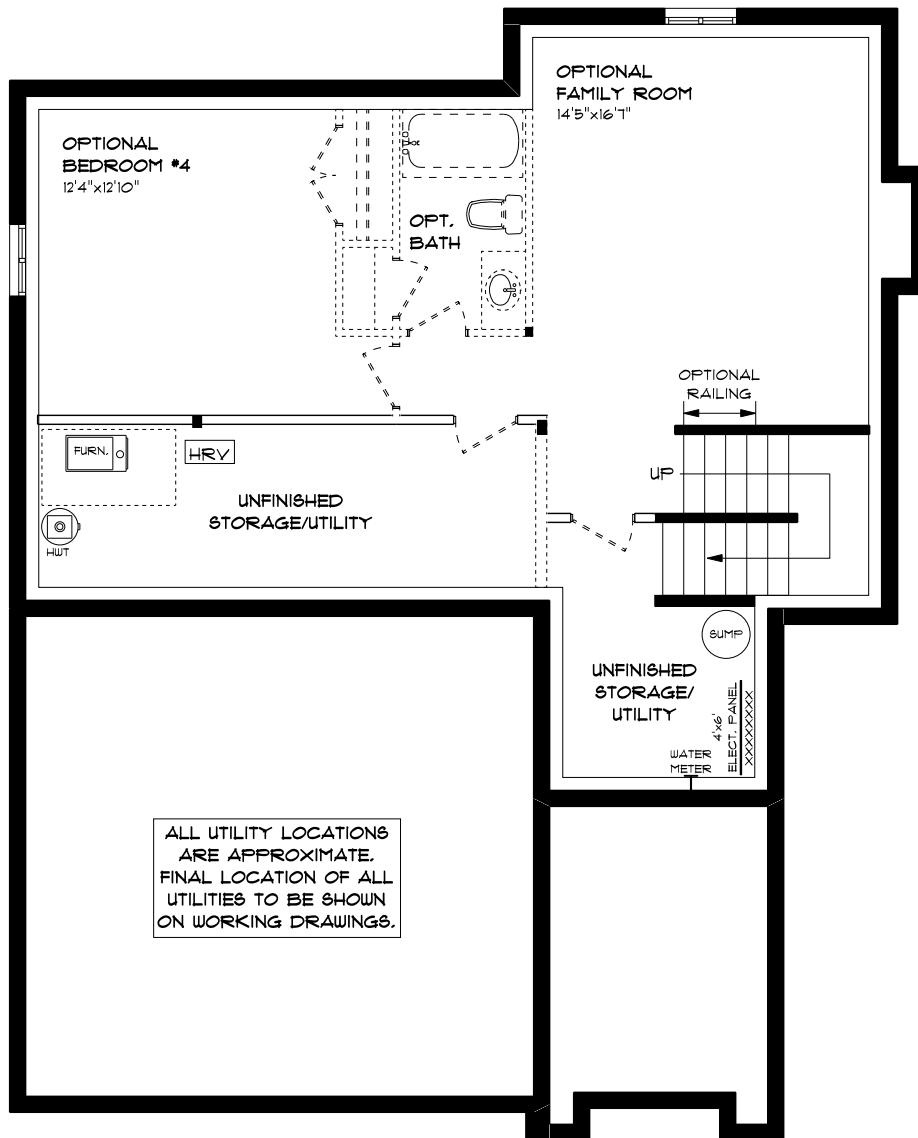 OPTIONAL
FAMILY ROOM
14'5"x16'7"
OPTIONAL
BEDROOM #4
12'4"x12'10"
OPT.
BATH
OPTIONAL
RAILING
UP
FURN.
HRV
HWT
UNFINISHED
STORAGE/UTILITY
SUMP
UNFINISHED
STORAGE/
UTILITY
4'x6'
ELECT. PANEL
XXXXXXXXX
WATER
METER
ALL UTILITY LOCATIONS
ARE APPROXIMATE.
FINAL LOCATION OF ALL
UTILITIES TO BE SHOWN
ON WORKING DRAWINGS.